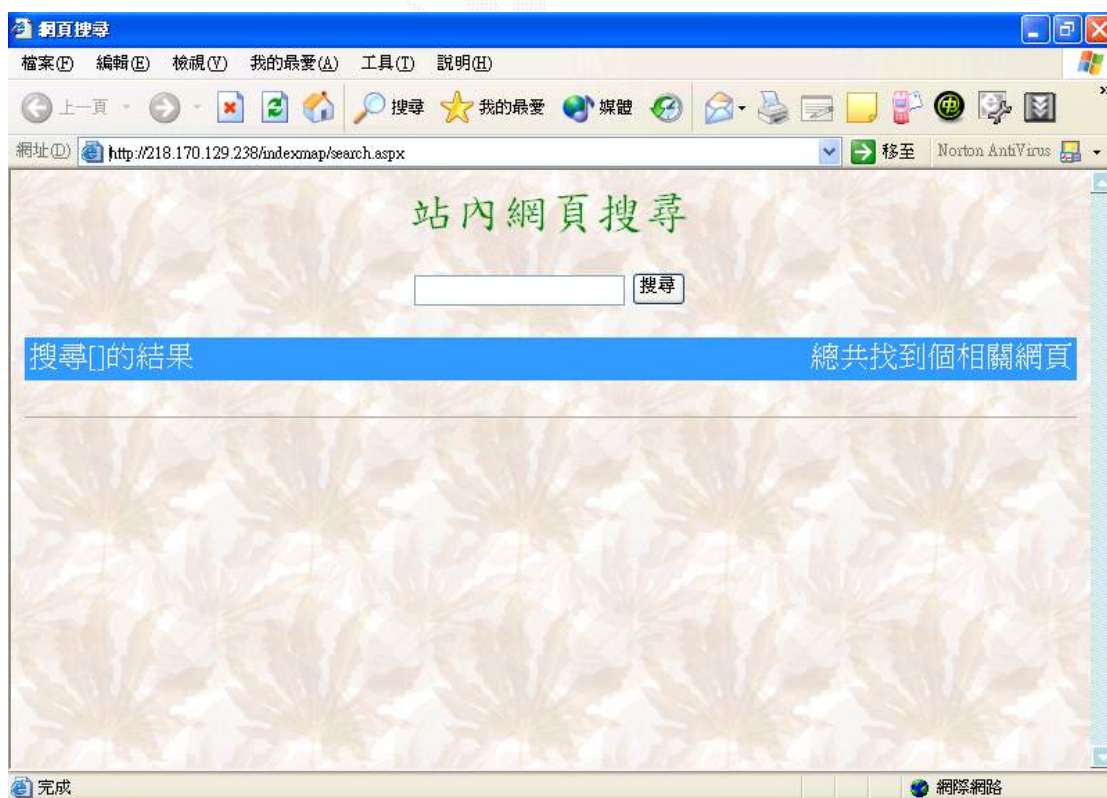 網頁搜尋
檔案(F) 編輯(E) 檢視(V) 我的最愛(A) 工具(T) 說明(H)
上一頁 搜尋 我的最愛 媒體
網址(D) http://218.170.129.238/indexmap/search.aspx 移至 Norton AntiVirus
站內網頁搜尋
搜尋
搜尋[]的結果 總共找到個相關網頁
完成 網際網路